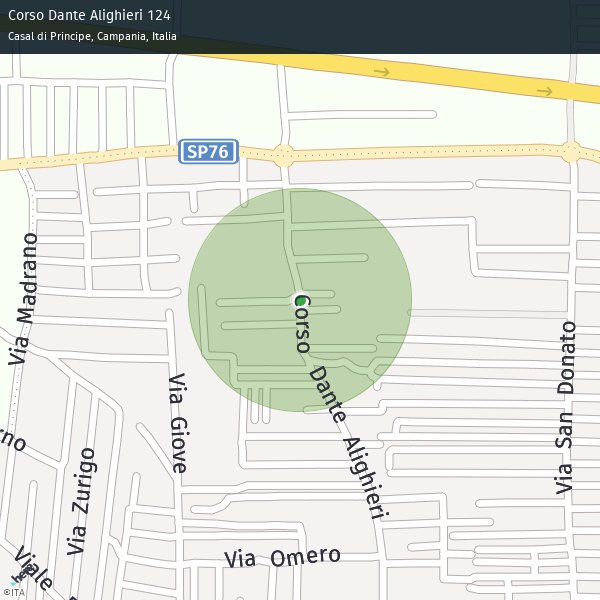 Corso Dante Alighieri 124
Casal di Principe, Campania, Italia
SP76
Via Madrano
Corso Dante Alighieri
Via San Donato
Via Giove
Via Zurigo
Via Omero
Viale
©ITA